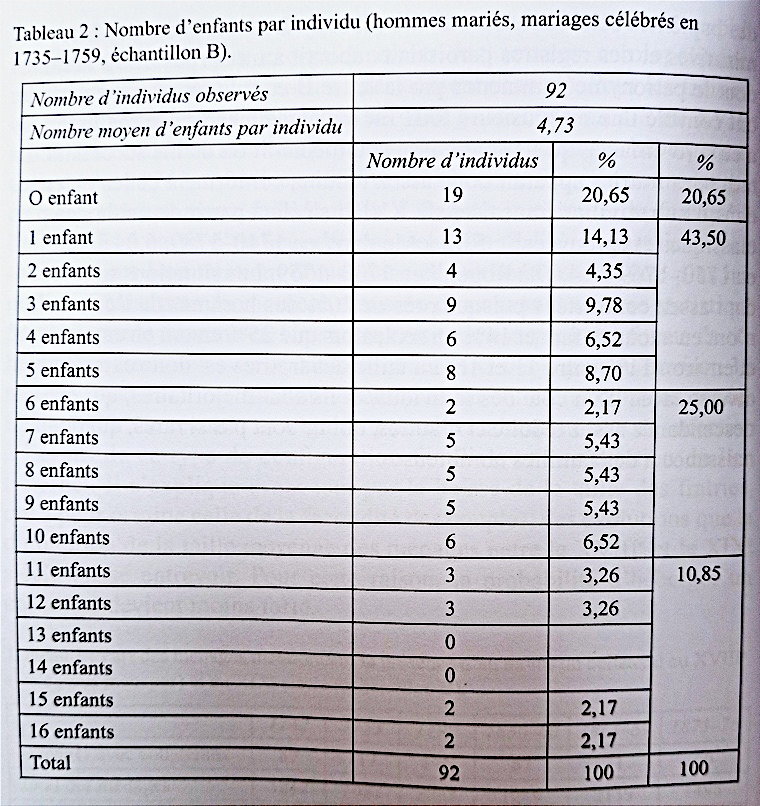 Tableau 2 : Nombre d'enfants par individu (hommes mariés, mariages célébrés en
1735–1759, échantillon B).
Nombre d'individus observés 92
Nombre moyen d'enfants par individu 4,73
Nombre d'individus % %
O enfant 19 20,65 20,65
1 enfant 13 14,13 43,50
2 enfants 4 4,35
3 enfants 9 9,78
4 enfants 6 6,52
5 enfants 8 8,70
6 enfants 2 2,17 25,00
7 enfants 5 5,43
8 enfants 5 5,43
9 enfants 5 5,43
10 enfants 6 6,52
11 enfants 3 3,26 10,85
12 enfants 3 3,26
13 enfants 0
14 enfants 0
15 enfants 2 2,17
16 enfants 2 2,17
Total 92 100 100